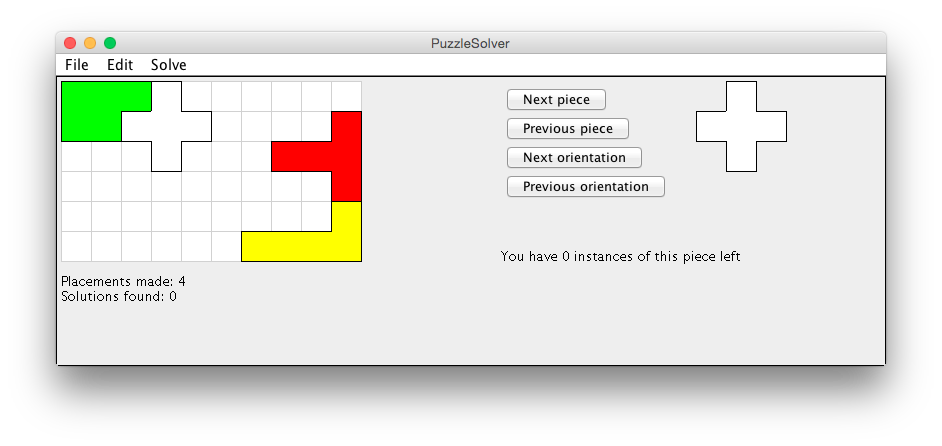 PuzzleSolver
File Edit Solve
Next piece
Previous piece
Next orientation
Previous orientation
You have 0 instances of this piece left
Placements made: 4
Solutions found: 0